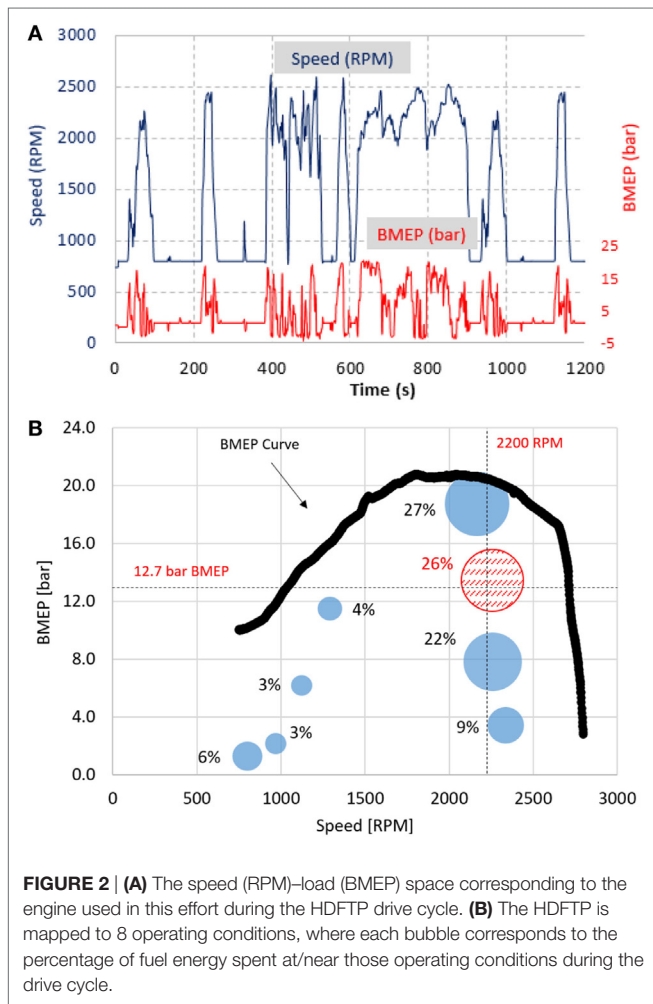 A
3000
2500
2000
1500
1000
500
0
Speed (RPM)
Speed (RPM)
BMEP (bar)
BMEP (bar)
25
15
5
-5
0 200 400 600 800 1000 1200
Time (s)
B
24.0
20.0
16.0
12.0
8.0
4.0
0.0
BMEP [bar]
BMEP Curve
2200 RPM
27%
26%
12.7 bar BMEP
4%
22%
3%
3%
9%
6%
0 500 1000 1500 2000 2500 3000
Speed [RPM]
FIGURE 2 | (A) The speed (RPM)–load (BMEP) space corresponding to the
engine used in this effort during the HDFTP drive cycle. (B) The HDFTP is
mapped to 8 operating conditions, where each bubble corresponds to the
percentage of fuel energy spent at/near those operating conditions during the
drive cycle.